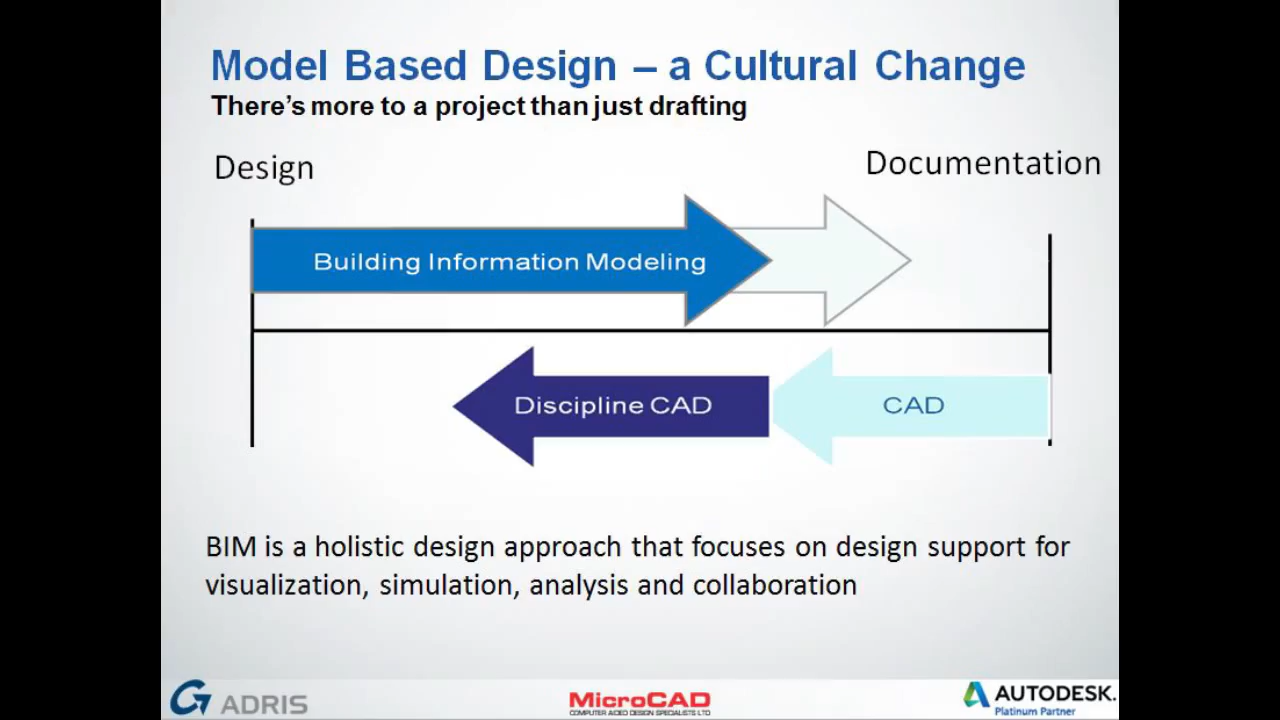 Model Based Design – a Cultural Change
There's more to a project than just drafting
Design
Documentation
Building Information Modeling
Discipline CAD
CAD
BIM is a holistic design approach that focuses on design support for
visualization, simulation, analysis and collaboration
ADRIS
MicroCAD
COMPUTER AIDED DESIGN SPECIALISTS LTD
AUTODESK.
Platinum Partner